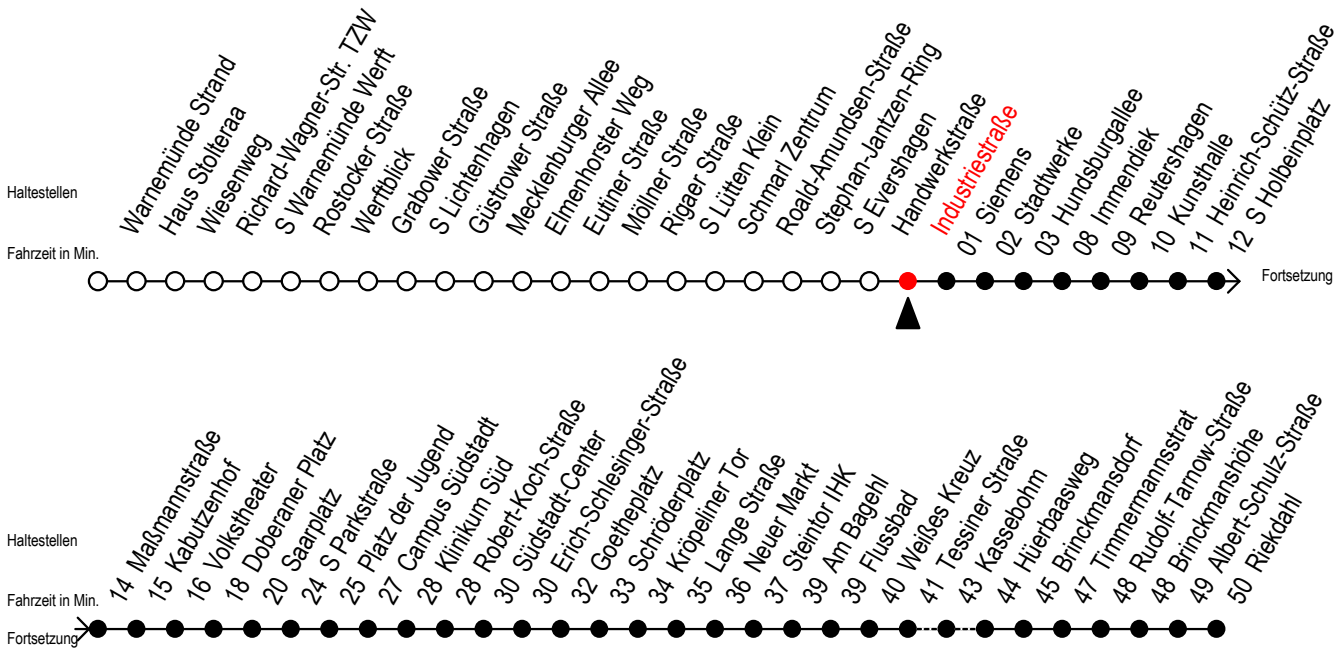 Haltestellen
Warnemünde Strand
Haus Stolteraa
Wiesenweg
Richard-Wagner-Str. TZW
S Warnemünde Werft
Rostocker Straße
Werftblick
Grabower Straße
S Lichtenhagen
Güstrower Straße
Mecklenburger Allee
Elmenhorster Weg
Eutiner Straße
Möllner Straße
Rigaer Straße
S Lütten Klein
Schmarl Zentrum
Roald-Amundsen-Straße
Stephan-Jantzen-Ring
S Evershagen
Handwerkstraße
Industriestraße
01 Siemens
02 Stadtwerke
03 Hundsburgallee
08 Immendiek
09 Reutershagen
10 Kunsthalle
11 Heinrich-Schütz-Straße
12 S Holbeinplatz
Fahrzeit in Min.
Fortsetzung
Haltestellen
14 Maßmannstraße
15 Kabutzenhof
16 Volkstheater
18 Doberaner Platz
20 Saarplatz
24 S Parkstraße
25 Platz der Jugend
27 Campus Südstadt
28 Klinikum Süd
28 Robert-Koch-Straße
30 Südstadt-Center
30 Erich-Schlesinger-Straße
32 Goetheplatz
33 Schröderplatz
34 Kröpeliner Tor
35 Lange Straße
36 Neuer Markt
37 Steintor IHK
39 Am Bagehl
39 Flussbad
40 Weißes Kreuz
41 Tessiner Straße
43 Kassebohm
44 Hüerbaasweg
45 Brinckmansdorf
47 Timmermannsstrat
48 Rudolf-Tarnow-Straße
48 Brinckmanshöhe
49 Albert-Schulz-Straße
50 Riekdahl
Fahrzeit in Min.
Fortsetzung